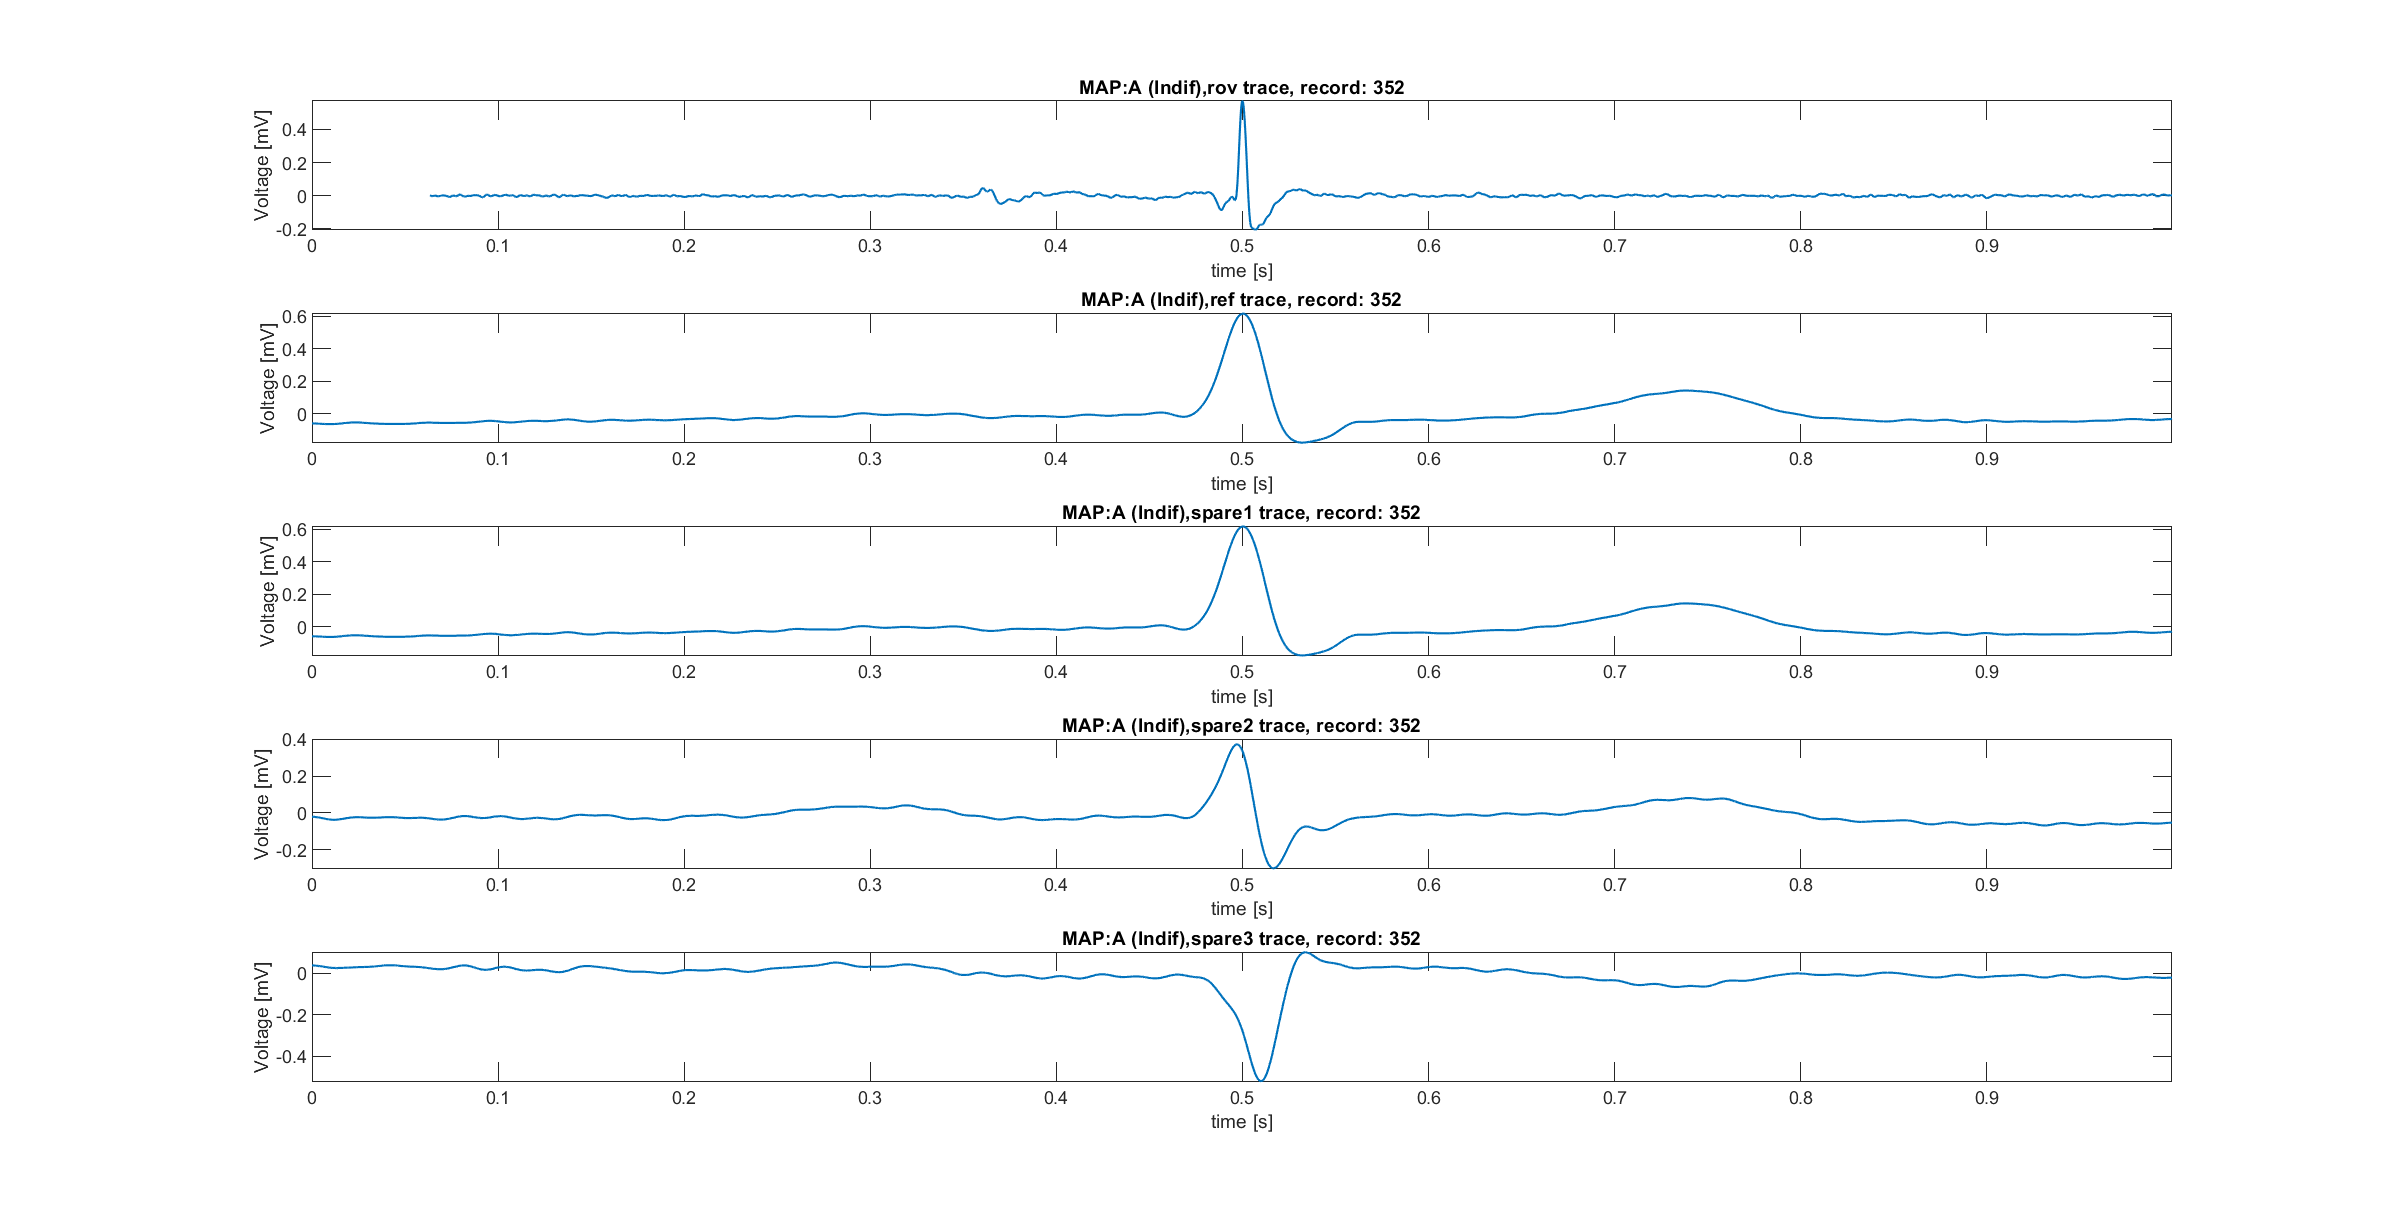 MAP:A (Indif),rov trace, record: 352
Voltage [mV]
0.4
0.2
0
-0.2
0 0.1 0.2 0.3 0.4 0.5 0.6 0.7 0.8 0.9
time [s]
MAP:A (Indif),ref trace, record: 352
Voltage [mV]
0.6
0.4
0.2
0
0 0.1 0.2 0.3 0.4 0.5 0.6 0.7 0.8 0.9
time [s]
MAP:A (Indif),spare1 trace, record: 352
Voltage [mV]
0.6
0.4
0.2
0
0 0.1 0.2 0.3 0.4 0.5 0.6 0.7 0.8 0.9
time [s]
MAP:A (Indif),spare2 trace, record: 352
Voltage [mV]
0.4
0.2
0
-0.2
0 0.1 0.2 0.3 0.4 0.5 0.6 0.7 0.8 0.9
time [s]
MAP:A (Indif),spare3 trace, record: 352
Voltage [mV]
0
-0.2
-0.4
0 0.1 0.2 0.3 0.4 0.5 0.6 0.7 0.8 0.9
time [s]